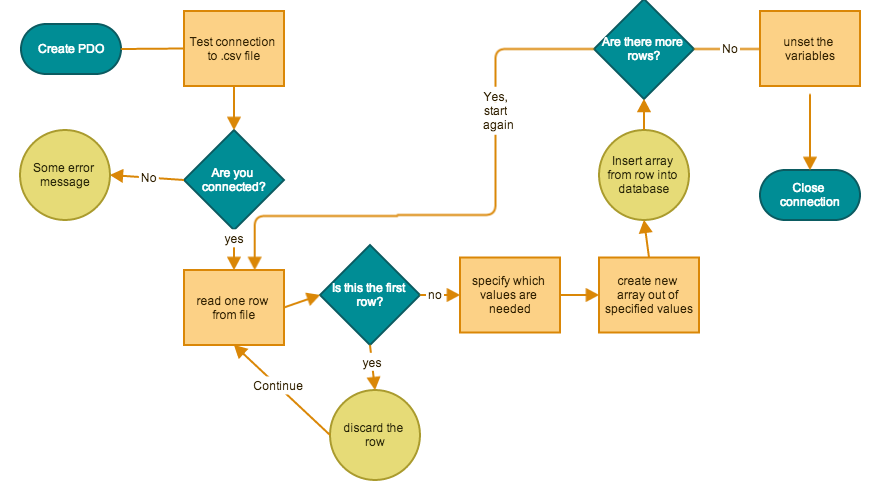 Create PDO
Test connection
to .csv file
Are there more
rows?
No
unset the
variables
Yes,
start
again
Some error
message
No
Are you
connected?
Insert array
from row into
database
Close
connection
yes
read one row
from file
Is this the first
row?
no
specify which
values are
needed
create new
array out of
specified values
yes
Continue
discard the
row